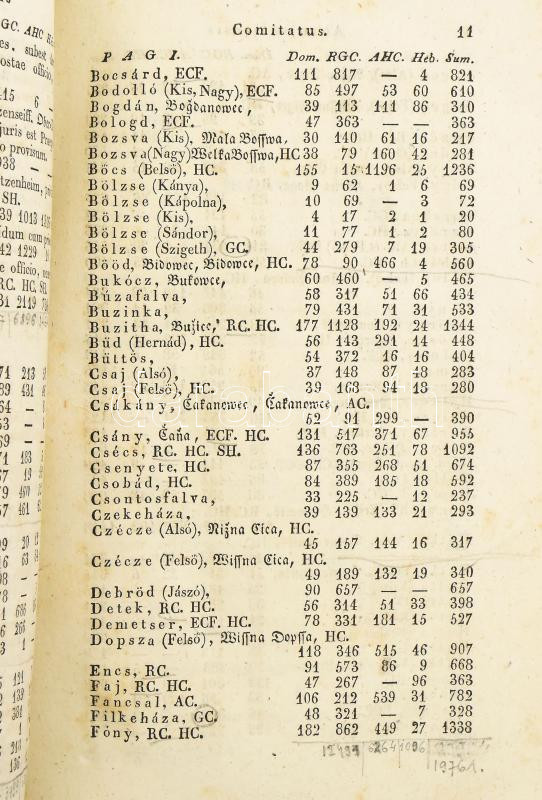 Comitatus. 11
P A G I. Dom. RGC. AHC. Heb. Sum.
Bocsárd, ECF. 111 817 — 4 821
Bodolló (Kis, Nagy), ECF. 85 497 53 60 610
Bogdán, Bogdanowec, 39 113 111 86 310
Bologd, ECF. 47 363 — — 363
Bozsva (Kis), Mala Bosswa, 30 140 61 16 217
Bozsva (Nagy) Welka Bosswa, HC 38 79 160 42 281
Böcs (Belső), HC. 155 15 1196 25 1236
Bölzse (Kánya), 9 62 1 6 69
Bölzse (Kápolna), 10 69 — 3 72
Bölzse (Kis), 4 17 2 1 20
Bölzse (Sándor), 11 77 1 2 80
Bölzse (Szigeth), GC. 44 279 7 19 305
Bööd, Bidowec, Bidowce, HC. 78 90 466 4 560
Bukócz, Bukowec, 60 460 — 5 465
Búzafalva, 58 317 51 66 434
Buzinka, 79 431 71 31 533
Buzitha, Buzice, RC. HC. 177 1128 192 24 1344
Büd (Hernád), HC. 56 143 291 14 448
Büttös, 54 372 16 16 404
Csaj (Alsó), 37 148 87 48 283
Csaj (Felső), HC. 39 163 94 13 280
Csákány, Čakanowec, Čakanowce, AC.
52 91 299 — 390
Csány, Čaňa, ECF. HC. 131 517 371 67 955
Csécs, RC. HC. SH. 136 763 251 78 1092
Csenyete, HC. 87 355 268 51 674
Csobád, HC. 84 389 185 18 592
Csontosfalva, 33 225 — 12 237
Czekeháza, 39 139 133 21 293
Czécze (Alsó), Nižna Cica, HC.
45 157 144 16 317
Czécze (Felső), Wissna Cica, HC.
49 189 132 19 340
Debröd (Jászó), 90 657 — — 657
Detek, RC. HC. 56 314 51 33 398
Demetser, ECF. HC. 78 331 181 15 527
Dopsza (Felső), Wissna Dopssa, HC.
118 346 515 46 907
Encs, RC. 91 573 86 9 668
Faj, RC. HC. 47 267 — 96 363
Fancsal, AC. 106 212 539 31 782
Filkeháza, GC. 48 321 — 7 328
Fóny, RC. HC. 182 862 449 27 1338